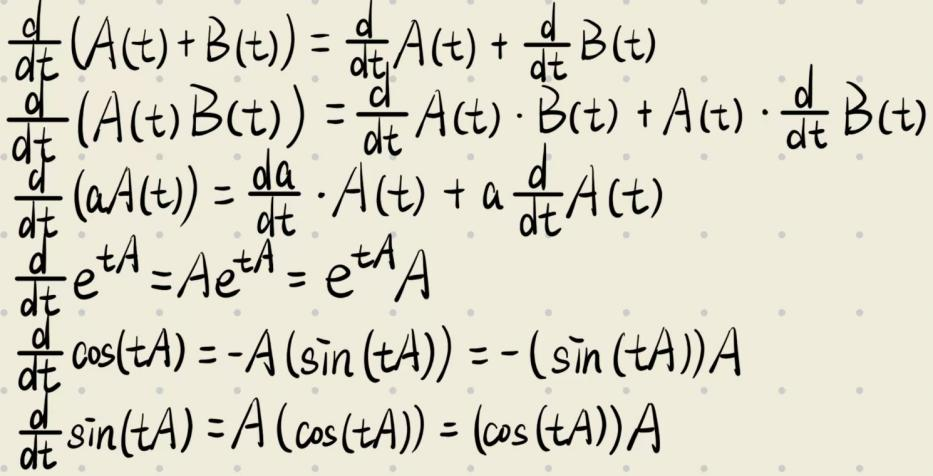 d/dt (A(t) + B(t)) = d/dt A(t) + d/dt B(t)
d/dt (A(t) B(t)) = d/dt A(t) · B(t) + A(t) · d/dt B(t)
d/dt (aA(t)) = da/dt · A(t) + a d/dt A(t)
d/dt e^{tA} = Ae^{tA} = e^{tA} A
d/dt cos(tA) = -A (sin (tA)) = - (sin (tA)) A
d/dt sin(tA) = A (cos(tA)) = (cos (tA)) A